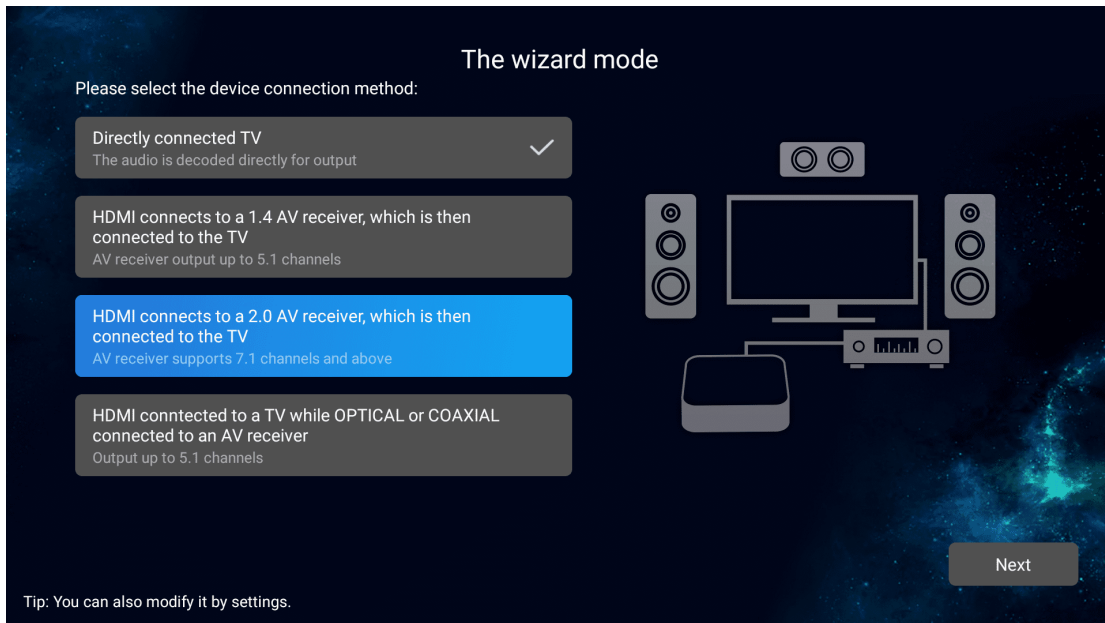 The wizard mode
Please select the device connection method:
Directly connected TV
The audio is decoded directly for output
HDMI connects to a 1.4 AV receiver, which is then
connected to the TV
AV receiver output up to 5.1 channels
HDMI connects to a 2.0 AV receiver, which is then
connected to the TV
AV receiver supports 7.1 channels and above
HDMI conntected to a TV while OPTICAL or COAXIAL
connected to an AV receiver
Output up to 5.1 channels
Next
Tip: You can also modify it by settings.